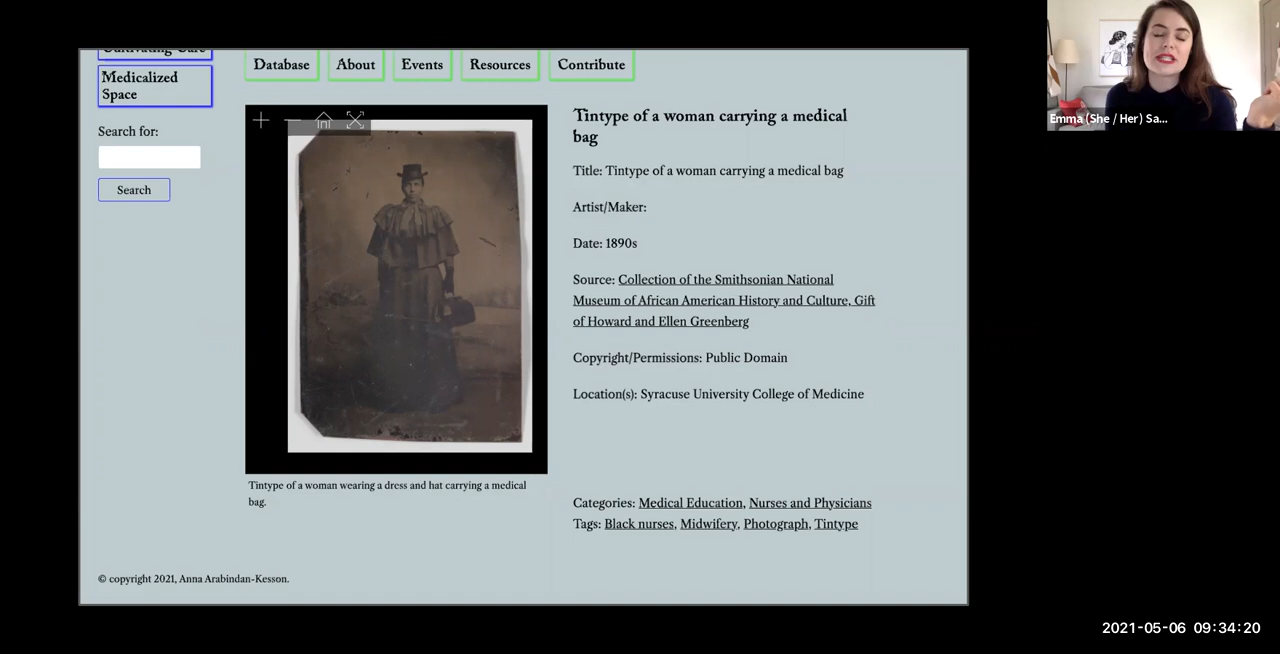 Cultivating Care
Medicalized
Space
Search for:
Search
Database
About
Events
Resources
Contribute
Tintype of a woman carrying a medical
bag
Title: Tintype of a woman carrying a medical bag
Artist/Maker:
Date: 1890s
Source: Collection of the Smithsonian National
Museum of African American History and Culture, Gift
of Howard and Ellen Greenberg
Copyright/Permissions: Public Domain
Location(s): Syracuse University College of Medicine
Tintype of a woman wearing a dress and hat carrying a medical
bag.
Categories: Medical Education, Nurses and Physicians
Tags: Black nurses, Midwifery, Photograph, Tintype
© copyright 2021, Anna Arabindan-Kesson.
Emma (She / Her) Sa...
2021-05-06 09:34:20